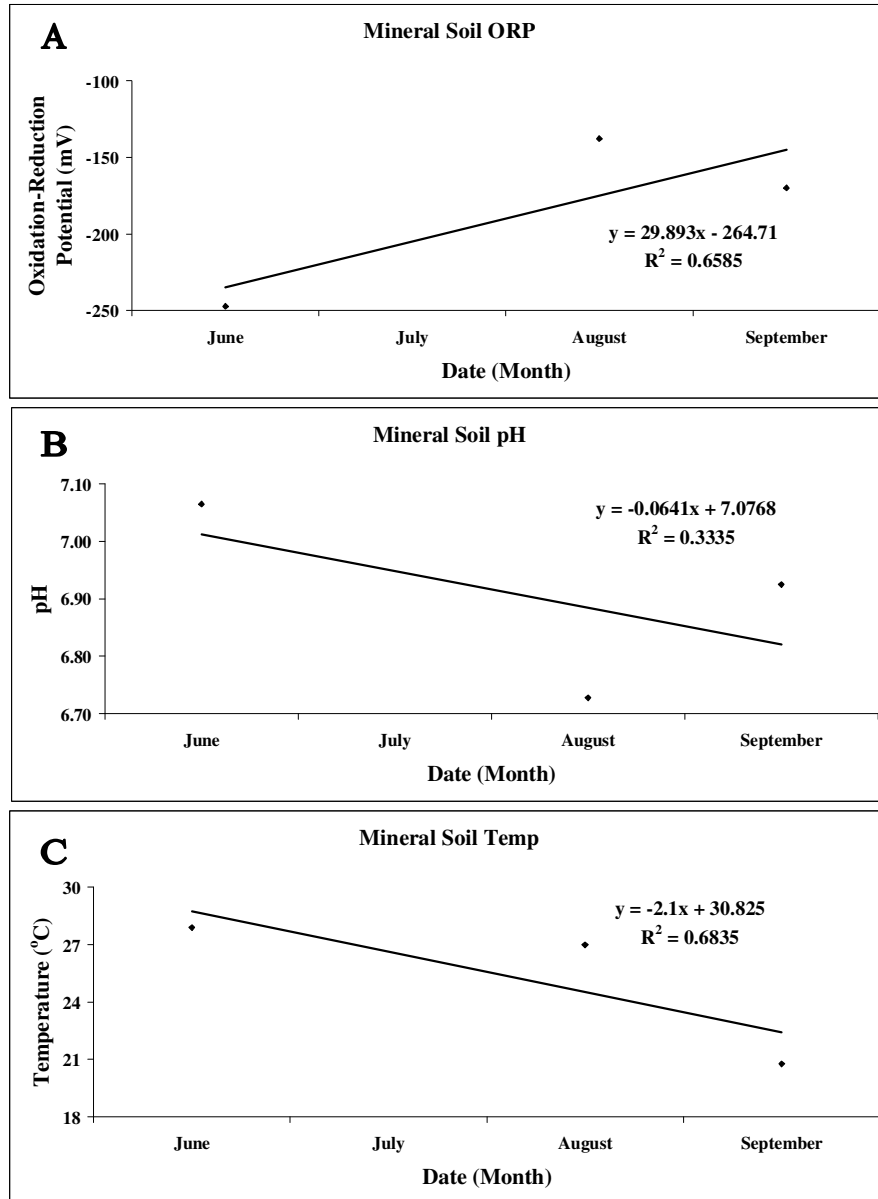 A
Mineral Soil ORP
Oxidation-Reduction
Potential (mV)
-100
-150
-200
-250
y = 29.893x - 264.71
R² = 0.6585
June July August September
Date (Month)
B
Mineral Soil pH
pH
7.10
7.00
6.90
6.80
6.70
y = -0.0641x + 7.0768
R² = 0.3335
June July August September
Date (Month)
C
Mineral Soil Temp
Temperature (°C)
30
27
24
21
18
y = -2.1x + 30.825
R² = 0.6835
June July August September
Date (Month)